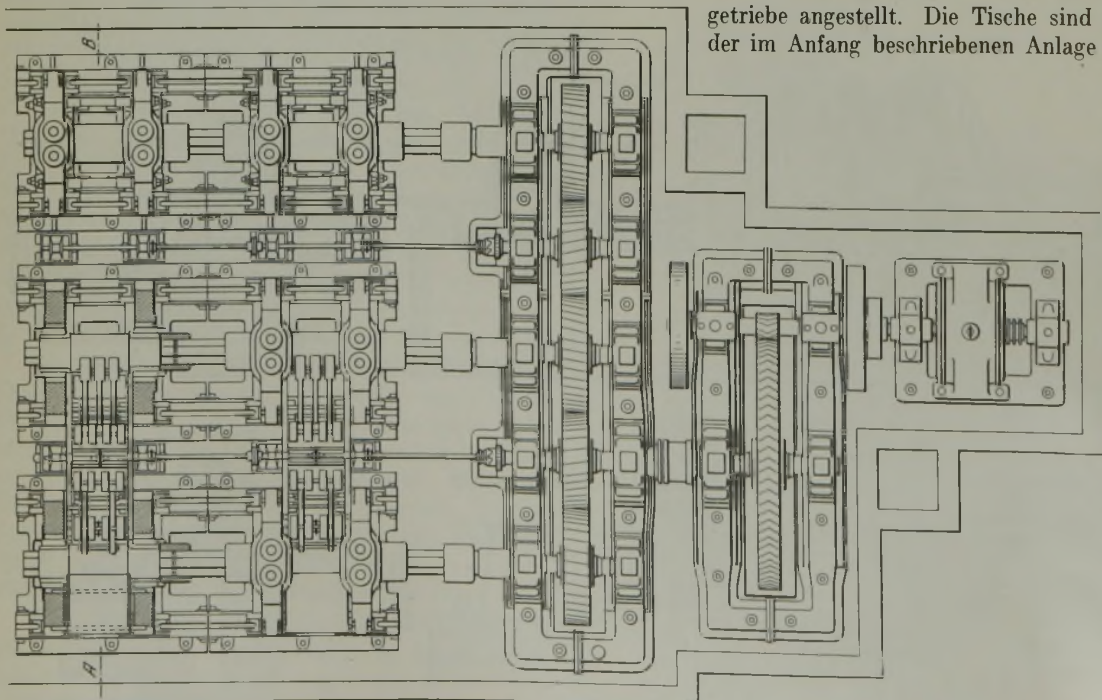 getriebe angestellt. Die Tische sind
der im Anfang beschriebenen Anlage
B
A